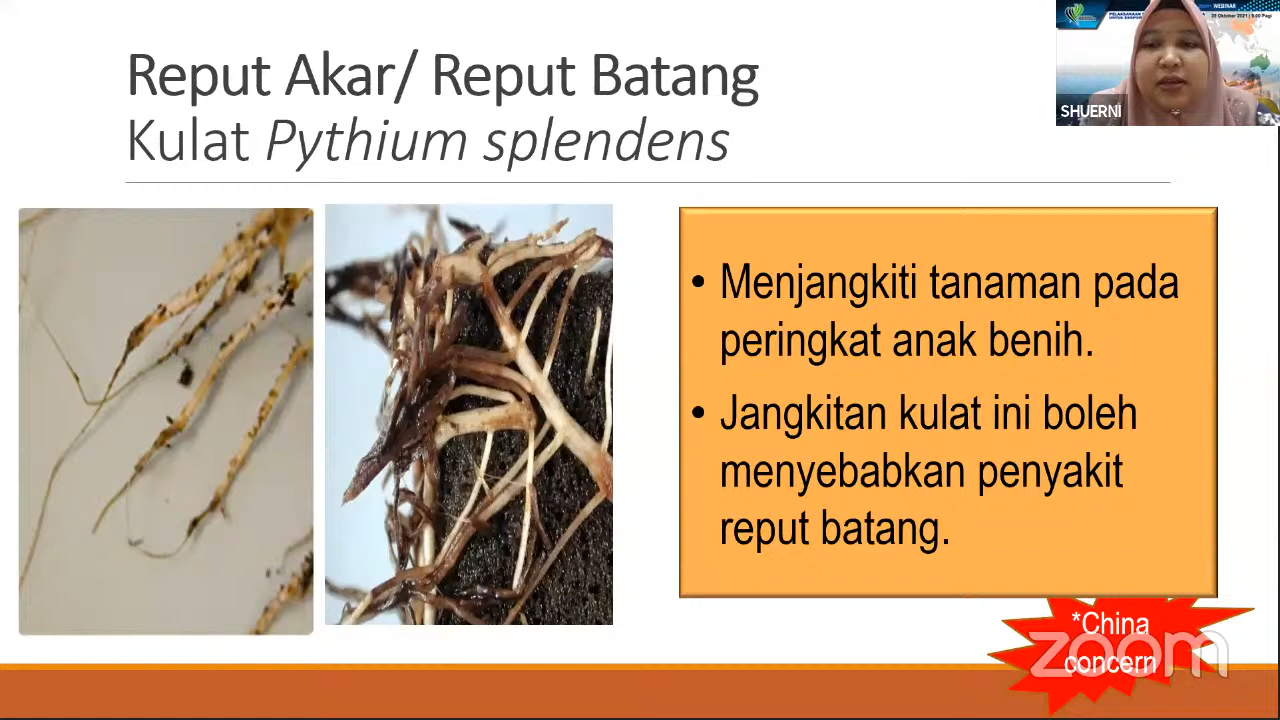 Reput Akar/ Reput Batang
Kulat Pythium splendens
WEBINAR
SHUERNI
• Menjangkiti tanaman pada
peringkat anak benih.
• Jangkitan kulat ini boleh
menyebabkan penyakit
reput batang.
*China
concern
zoom